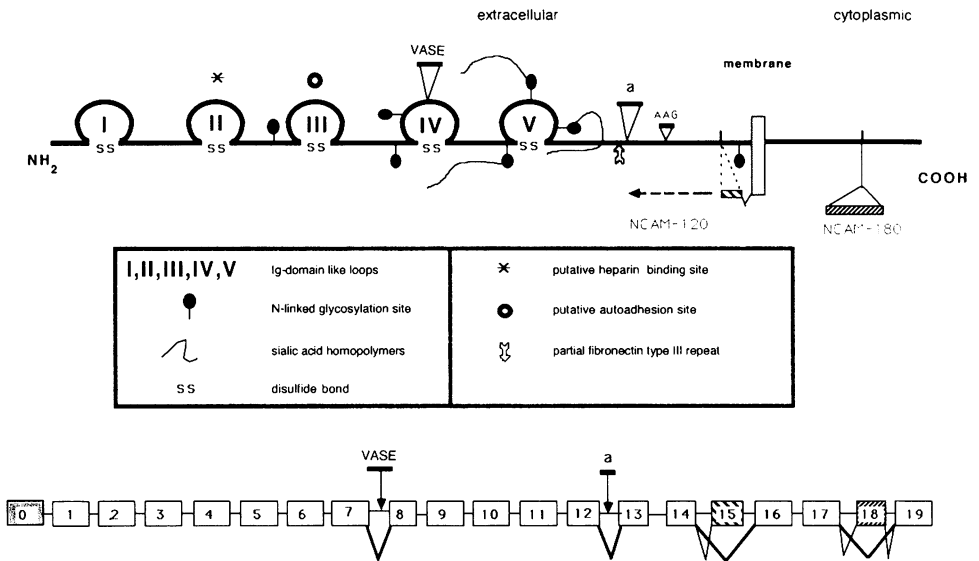 extracellular cytoplasmic
VASE
membrane
a
AAG
I II III IV V
SS SS SS SS SS
NH2
COOH
NCAM-120 NCAM-180
I,II,III,IV,V Ig-domain like loops
N-linked glycosylation site
sialic acid homopolymers
SS disulfide bond
* putative heparin binding site
putative autoadhesion site
partial fibronectin type III repeat
VASE a
0 1 2 3 4 5 6 7 8 9 10 11 12 13 14 15 16 17 18 19